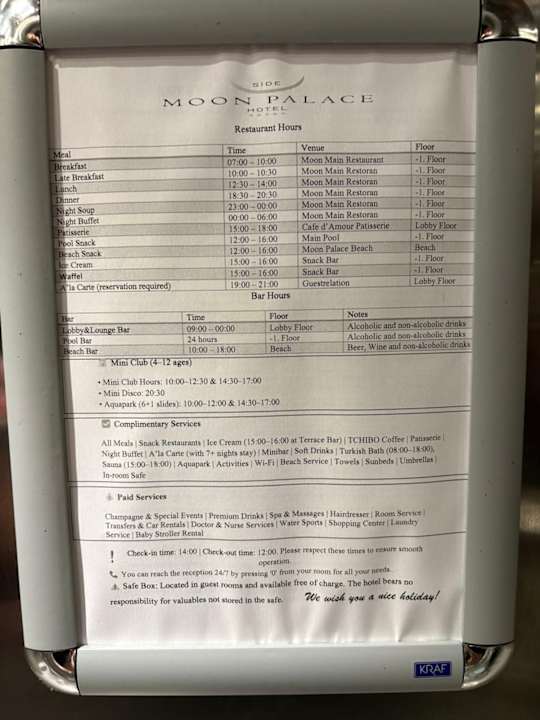 SIDE
MOON PALACE
HOTEL
Restaurant Hours
Meal Time Venue Floor
Breakfast 07:00 – 10:00 Moon Main Restaurant -1. Floor
Late Breakfast 10:00 – 10:30 Moon Main Restoran -1. Floor
Lunch 12:30 – 14:00 Moon Main Restoran -1. Floor
Dinner 18:30 – 20:30 Moon Main Restoran -1. Floor
Night Soup 23:00 – 00:00 Moon Main Restoran -1. Floor
Night Buffet 00:00 – 06:00 Moon Main Restoran -1. Floor
Patisserie 15:00 – 18:00 Cafe d'Amour Patisserie Lobby Floor
Pool Snack 12:00 – 16:00 Main Pool -1. Floor
Beach Snack 12:00 – 16:00 Moon Palace Beach Beach
Ice Cream 15:00 – 16:00 Snack Bar -1. Floor
Waffel 15:00 – 16:00 Snack Bar -1. Floor
A'la Carte (reservation required) 19:00 – 21:00 Guestrelation Lobby Floor
Bar Hours
Bar Time Floor Notes
Lobby&Lounge Bar 09:00 – 00:00 Lobby Floor Alcoholic and non-alcoholic drinks
Pool Bar 24 hours -1. Floor Alcoholic and non-alcoholic drinks
Beach Bar 10:00 – 18:00 Beach Beer, Wine and non-alcoholic drinks
Mini Club (4–12 ages)
• Mini Club Hours: 10:00–12:30 & 14:30–17:00
• Mini Disco: 20:30
• Aquapark (6+1 slides): 10:00–12:00 & 14:30–17:00
Complimentary Services
All Meals | Snack Restaurants | Ice Cream (15:00–16:00 at Terrace Bar) | TCHIBO Coffee | Patisserie |
Night Buffet | A'la Carte (with 7+ nights stay) | Minibar | Soft Drinks | Turkish Bath (08:00–18:00),
Sauna (15:00–18:00) | Aquapark | Activities | Wi-Fi | Beach Service | Towels | Sunbeds | Umbrellas |
In-room Safe
Paid Services
Champagne & Special Events | Premium Drinks | Spa & Massages | Hairdresser | Room Service |
Transfers & Car Rentals | Doctor & Nurse Services | Water Sports | Shopping Center | Laundry
Service | Baby Stroller Rental
! Check-in time: 14:00 | Check-out time: 12:00. Please respect these times to ensure smooth
operation.
You can reach the reception 24/7 by pressing '0' from your room for all your needs.
Safe Box: Located in guest rooms and available free of charge. The hotel bears no
responsibility for valuables not stored in the safe. We wish you a nice holiday!
KRAF